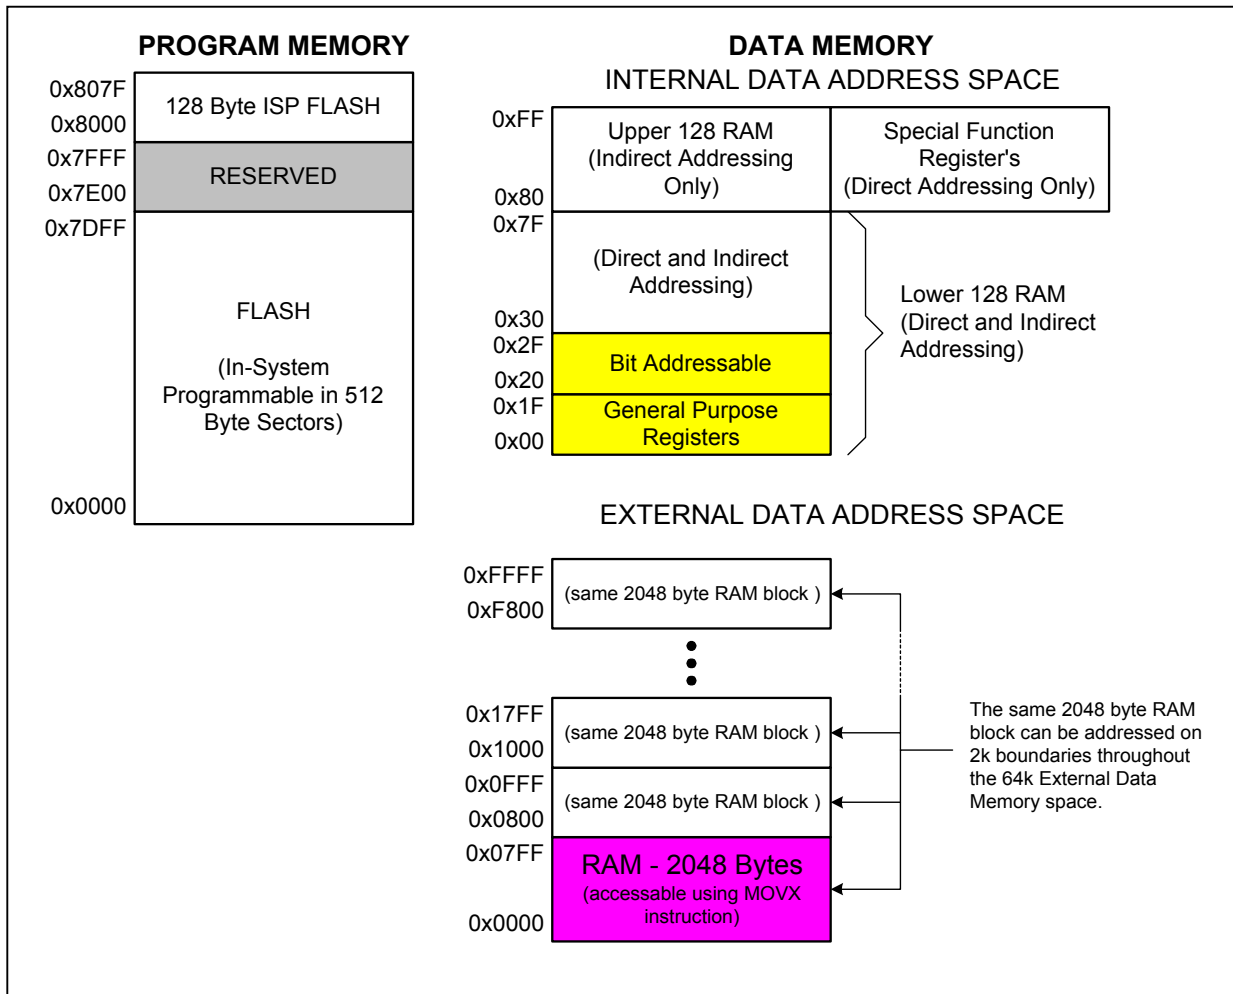 PROGRAM MEMORY
0x807F
0x8000
128 Byte ISP FLASH
0x7FFF
0x7E00
RESERVED
0x7DFF
FLASH
(In-System
Programmable in 512
Byte Sectors)
0x0000
DATA MEMORY
INTERNAL DATA ADDRESS SPACE
0xFF
0x80
Upper 128 RAM
(Indirect Addressing
Only)
Special Function
Register's
(Direct Addressing Only)
0x7F
(Direct and Indirect
Addressing)
0x30
0x2F
Bit Addressable
0x20
0x1F
General Purpose
Registers
0x00
Lower 128 RAM
(Direct and Indirect
Addressing)
EXTERNAL DATA ADDRESS SPACE
0xFFFF
(same 2048 byte RAM block )
0xF800
0x17FF
(same 2048 byte RAM block )
0x1000
0x0FFF
(same 2048 byte RAM block )
0x0800
0x07FF
RAM - 2048 Bytes
(accessable using MOVX
instruction)
0x0000
The same 2048 byte RAM
block can be addressed on
2k boundaries throughout
the 64k External Data
Memory space.